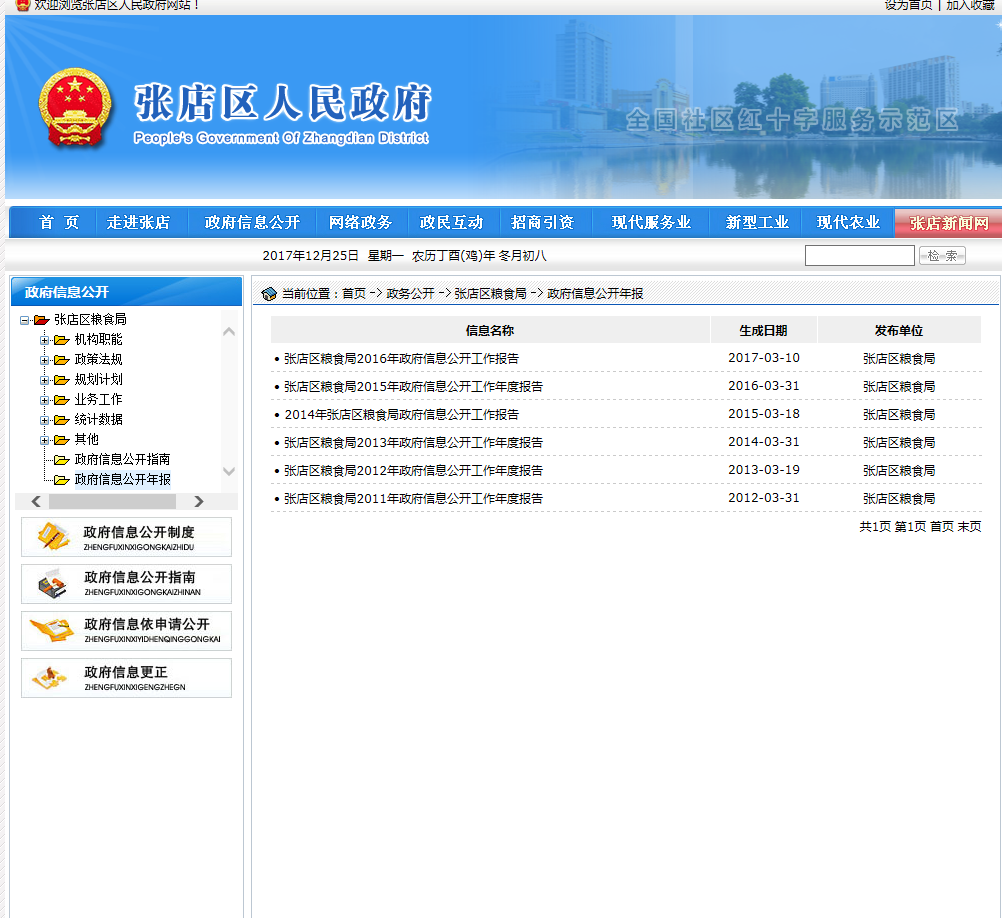 欢迎浏览张店区人民政府网站！
设为首页 | 加入收藏
张店区人民政府
People's Government Of Zhangdian District
全国社区红十字服务示范区
首 页 走进张店 政府信息公开 网络政务 政民互动 招商引资 现代服务业 新型工业 现代农业 张店新闻网
2017年12月25日 星期一 农历丁酉(鸡)年 冬月初八
检 索
政府信息公开
张店区粮食局
机构职能
政策法规
规划计划
业务工作
统计数据
其他
政府信息公开指南
政府信息公开年报
政府信息公开制度
ZHENGFUXINXIGONGKAIZHIDU
政府信息公开指南
ZHENGFUXINXIGONGKAIZHINAN
政府信息依申请公开
ZHENGFUXINXIYIDHENQINGGONGKAI
政府信息更正
ZHENGFUXINXIGENGZHEGN
当前位置：首页 -> 政务公开 -> 张店区粮食局 -> 政府信息公开年报
信息名称 生成日期 发布单位
• 张店区粮食局2016年政府信息公开工作报告 2017-03-10 张店区粮食局
• 张店区粮食局2015年政府信息公开工作年度报告 2016-03-31 张店区粮食局
• 2014年张店区粮食局政府信息公开工作报告 2015-03-18 张店区粮食局
• 张店区粮食局2013年政府信息公开工作年度报告 2014-03-31 张店区粮食局
• 张店区粮食局2012年政府信息公开工作年度报告 2013-03-19 张店区粮食局
• 张店区粮食局2011年政府信息公开工作年度报告 2012-03-31 张店区粮食局
共1页 第1页 首页 末页